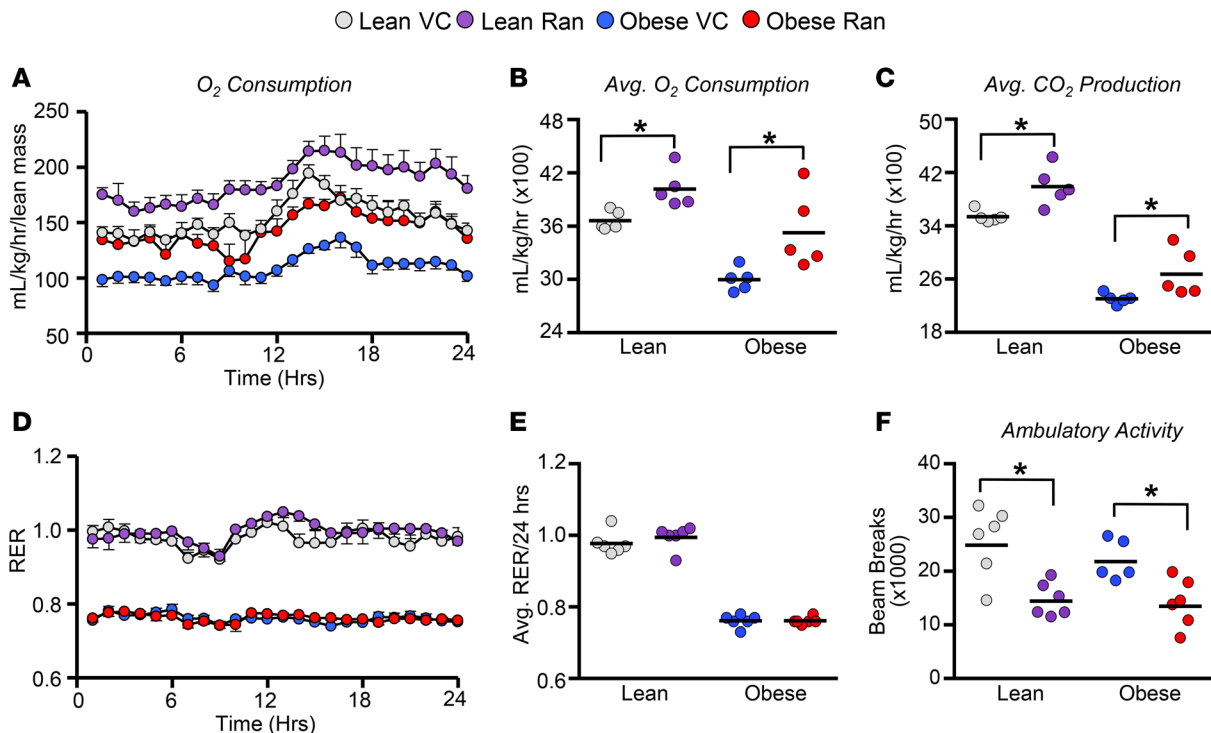 Lean VC Lean Ran Obese VC Obese Ran
A O₂ Consumption
mL/kg/hr/lean mass
250
200
150
100
50
0 6 12 18 24
Time (Hrs)
B Avg. O₂ Consumption
mL/kg/hr (x100)
48
42
36
30
24
* *
Lean Obese
C Avg. CO₂ Production
mL/kg/hr (x100)
50
42
34
26
18
* *
Lean Obese
D
RER
1.2
1.0
0.8
0.6
0 6 12 18 24
Time (Hrs)
E
Avg. RER/24 hrs
1.2
1.0
0.8
0.6
Lean Obese
F Ambulatory Activity
Beam Breaks
(x1000)
40
30
20
10
0
* *
Lean Obese